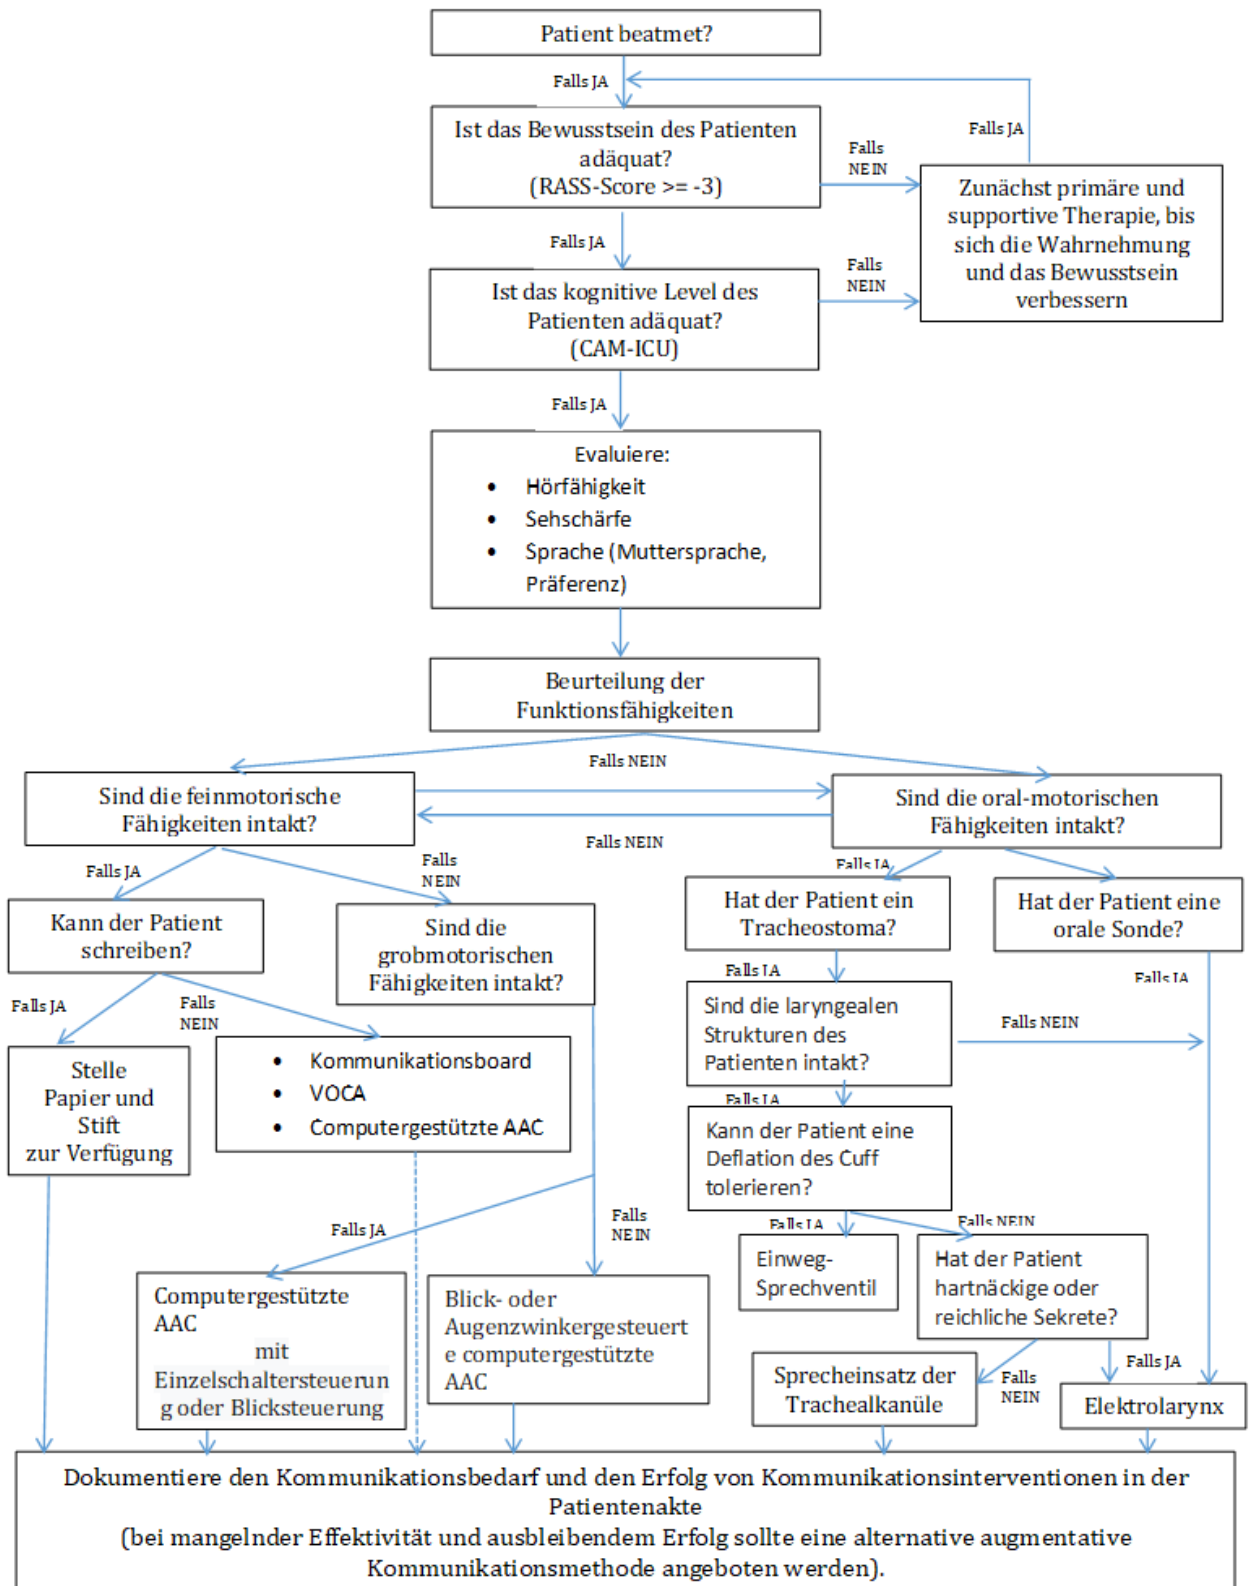 Patient beatmet?
Falls JA
Ist das Bewusstsein des Patienten
adäquat?
(RASS-Score >= -3)
Falls
NEIN
Falls JA
Zunächst primäre und
supportive Therapie, bis
sich die Wahrnehmung
und das Bewusstsein
verbessern
Falls JA
Falls
NEIN
Ist das kognitive Level des
Patienten adäquat?
(CAM-ICU)
Falls JA
Evaluiere:
• Hörfähigkeit
• Sehschärfe
• Sprache (Muttersprache,
Präferenz)
Beurteilung der
Funktionsfähigkeiten
Falls NEIN
Sind die feinmotorische
Fähigkeiten intakt?
Sind die oral-motorischen
Fähigkeiten intakt?
Falls NEIN
Falls JA
Falls
NEIN
Falls JA
Kann der Patient
schreiben?
Sind die
grobmotorischen
Fähigkeiten intakt?
Hat der Patient ein
Tracheostoma?
Hat der Patient eine
orale Sonde?
Falls JA
Falls
NEIN
Falls JA
Falls JA
Stelle
Papier und
Stift
zur Verfügung
• Kommunikationsboard
• VOCA
• Computergestützte AAC
Sind die laryngealen
Strukturen des
Patienten intakt?
Falls NEIN
Falls JA
Kann der Patient eine
Deflation des Cuff
tolerieren?
Falls JA
Falls
NEIN
Falls JA
Falls NEIN
Computergestützte
AAC
mit
Einzelschaltersteuerun
g oder Blicksteuerung
Blick- oder
Augenzwinkergesteuert
e computergestützte
AAC
Einweg-
Sprechventil
Hat der Patient
hartnäckige oder
reichliche Sekrete?
Falls
NEIN
Falls JA
Sprecheinsatz der
Trachealkanüle
Elektrolarynx
Dokumentiere den Kommunikationsbedarf und den Erfolg von Kommunikationsinterventionen in der
Patientenakte
(bei mangelnder Effektivität und ausbleibendem Erfolg sollte eine alternative augmentative
Kommunikationsmethode angeboten werden).